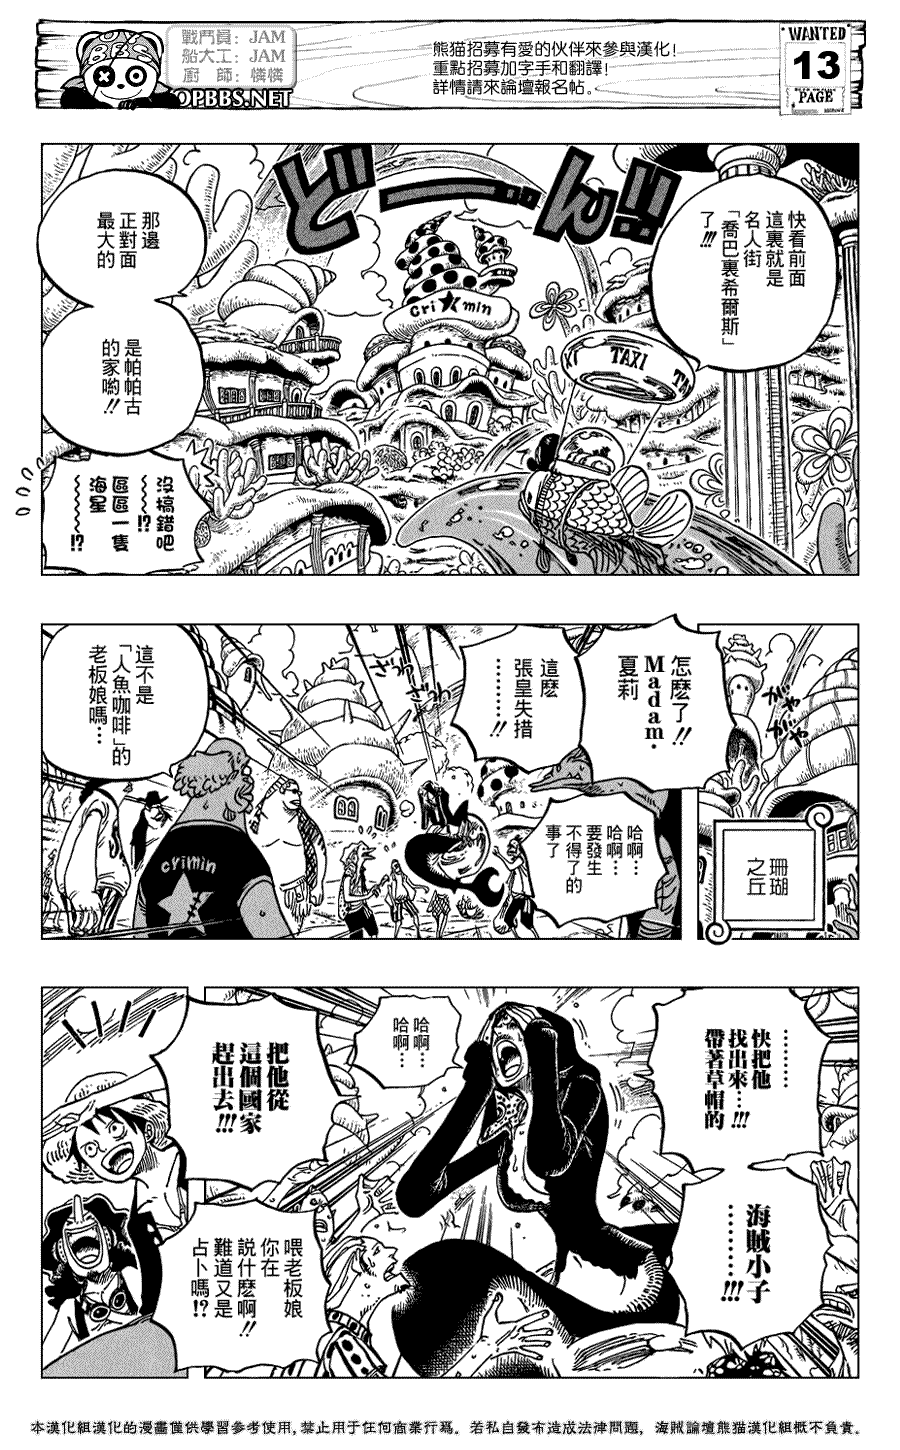 戰鬥員: JAM
船大工: JAM
廚　師: 憐憐
OPBBS.NET
熊猫招募有愛的伙伴來參與漢化!
重點招募加字手和翻譯!
詳情請來論壇報名帖。
WANTED
13
PAGE
ど——…ん!!
快看前面
這裏就是
名人街
「喬巴裏希爾斯」
了!!!
那邊
正對面
最大的
是帕帕古
的家喲!!
沒搞錯吧
～～～!?
區區一隻
海星
～～～～!?
Crimin
TAXI
珊瑚
之丘
怎麽了!!
Madam·
夏莉
這麽
張皇失措
………!!
哈啊…
哈啊…
要發生
不得了的
事了
這不是
「人魚咖啡」的
老板娘嗎…
crimin
………
快把他
找出來…!!!
帶著草帽的
海賊小子
………!!!
哈啊…
哈啊…
把他從
這個國家
趕出去!!!
喂老板娘
你在
說什麽啊!!
難道又是
占卜嗎!?
本漢化組漢化的漫畫僅供學習參考使用,禁止用于任何商業行爲。若私自發布造成法律問題，海賊論壇熊猫漢化組概不負責。